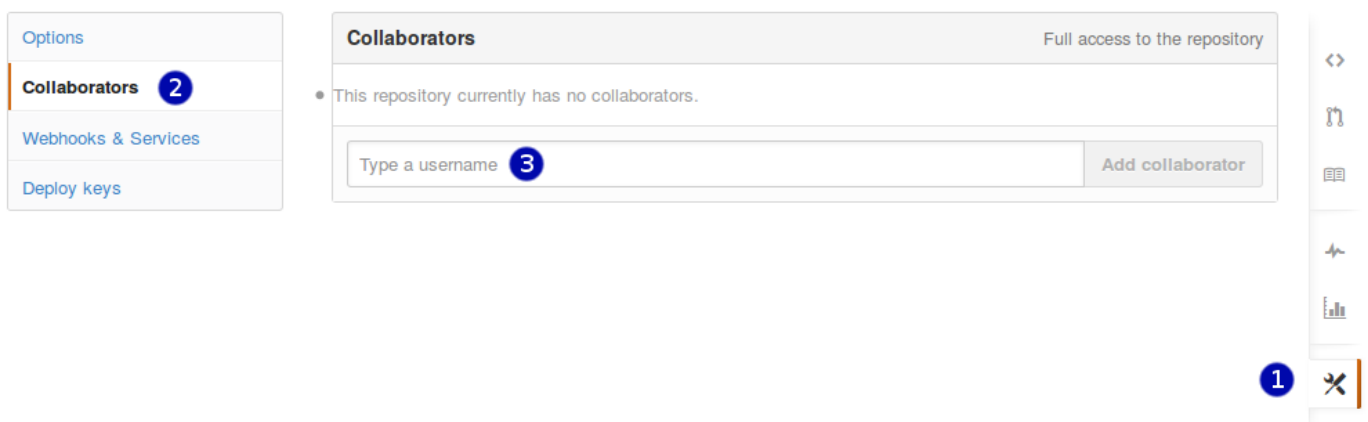 Options
Collaborators 2
Webhooks & Services
Deploy keys
Collaborators Full access to the repository
This repository currently has no collaborators.
Type a username 3 Add collaborator
1